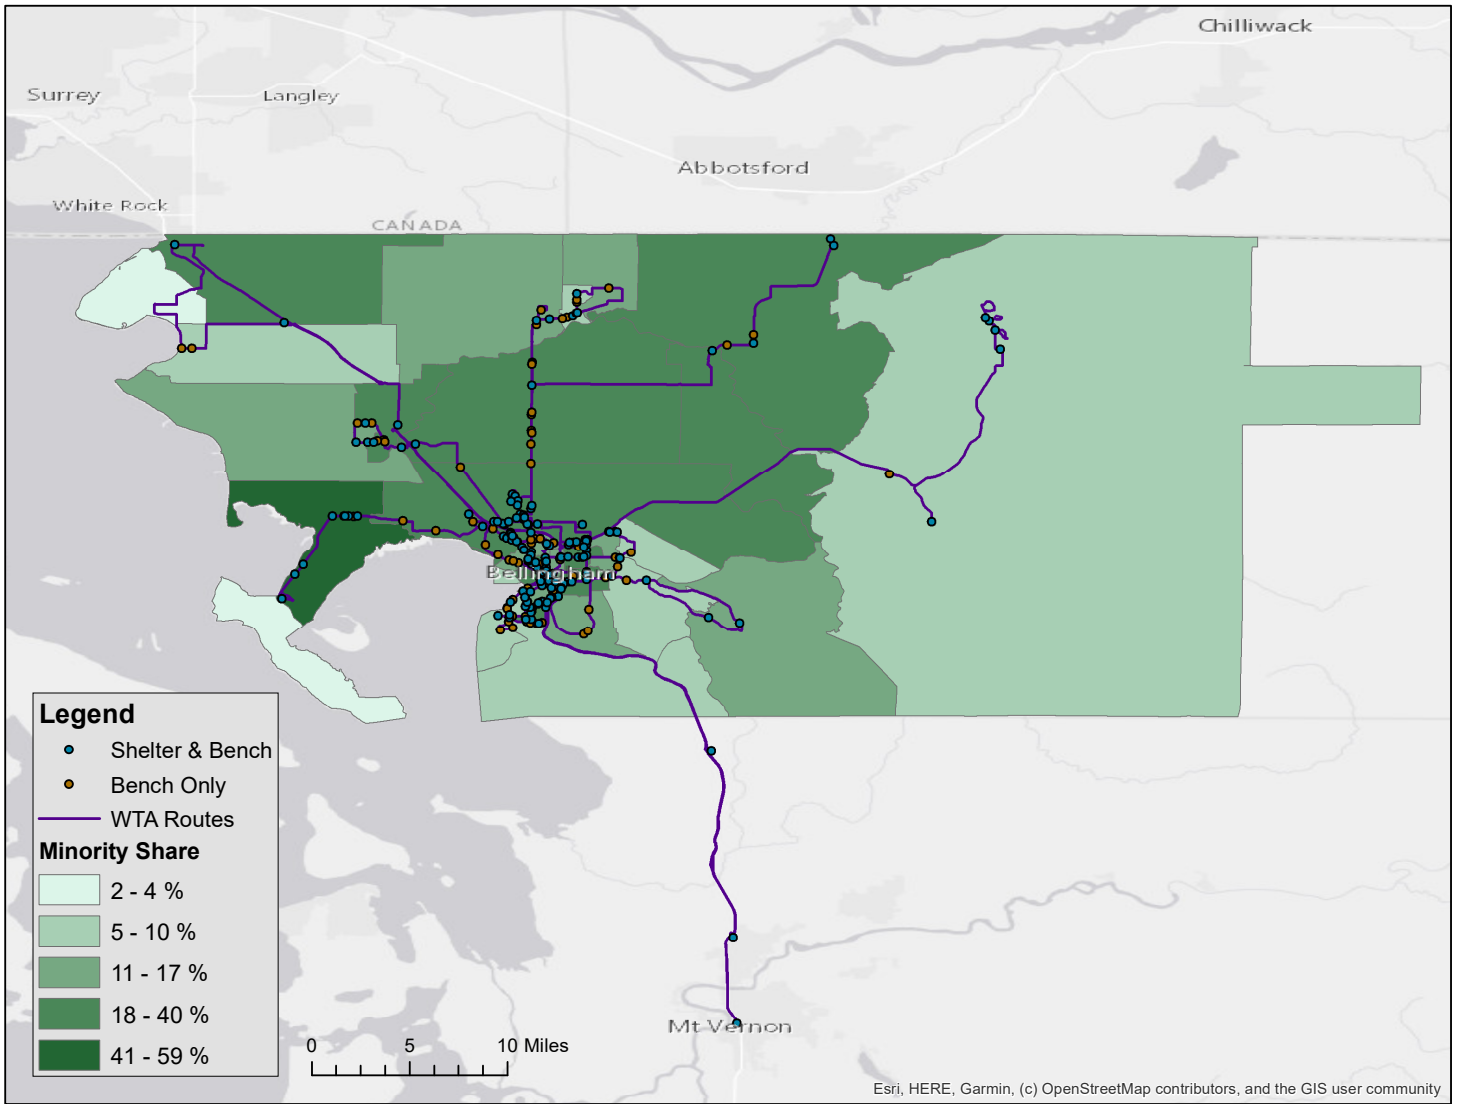 Chilliwack
Surrey
Langley
Abbotsford
White Rock
CANADA
Bellingham
Legend
Shelter & Bench
Bench Only
WTA Routes
Minority Share
2 - 4 %
5 - 10 %
11 - 17 %
18 - 40 %
41 - 59 %
0 5 10 Miles
Mt Vernon
Esri, HERE, Garmin, (c) OpenStreetMap contributors, and the GIS user community